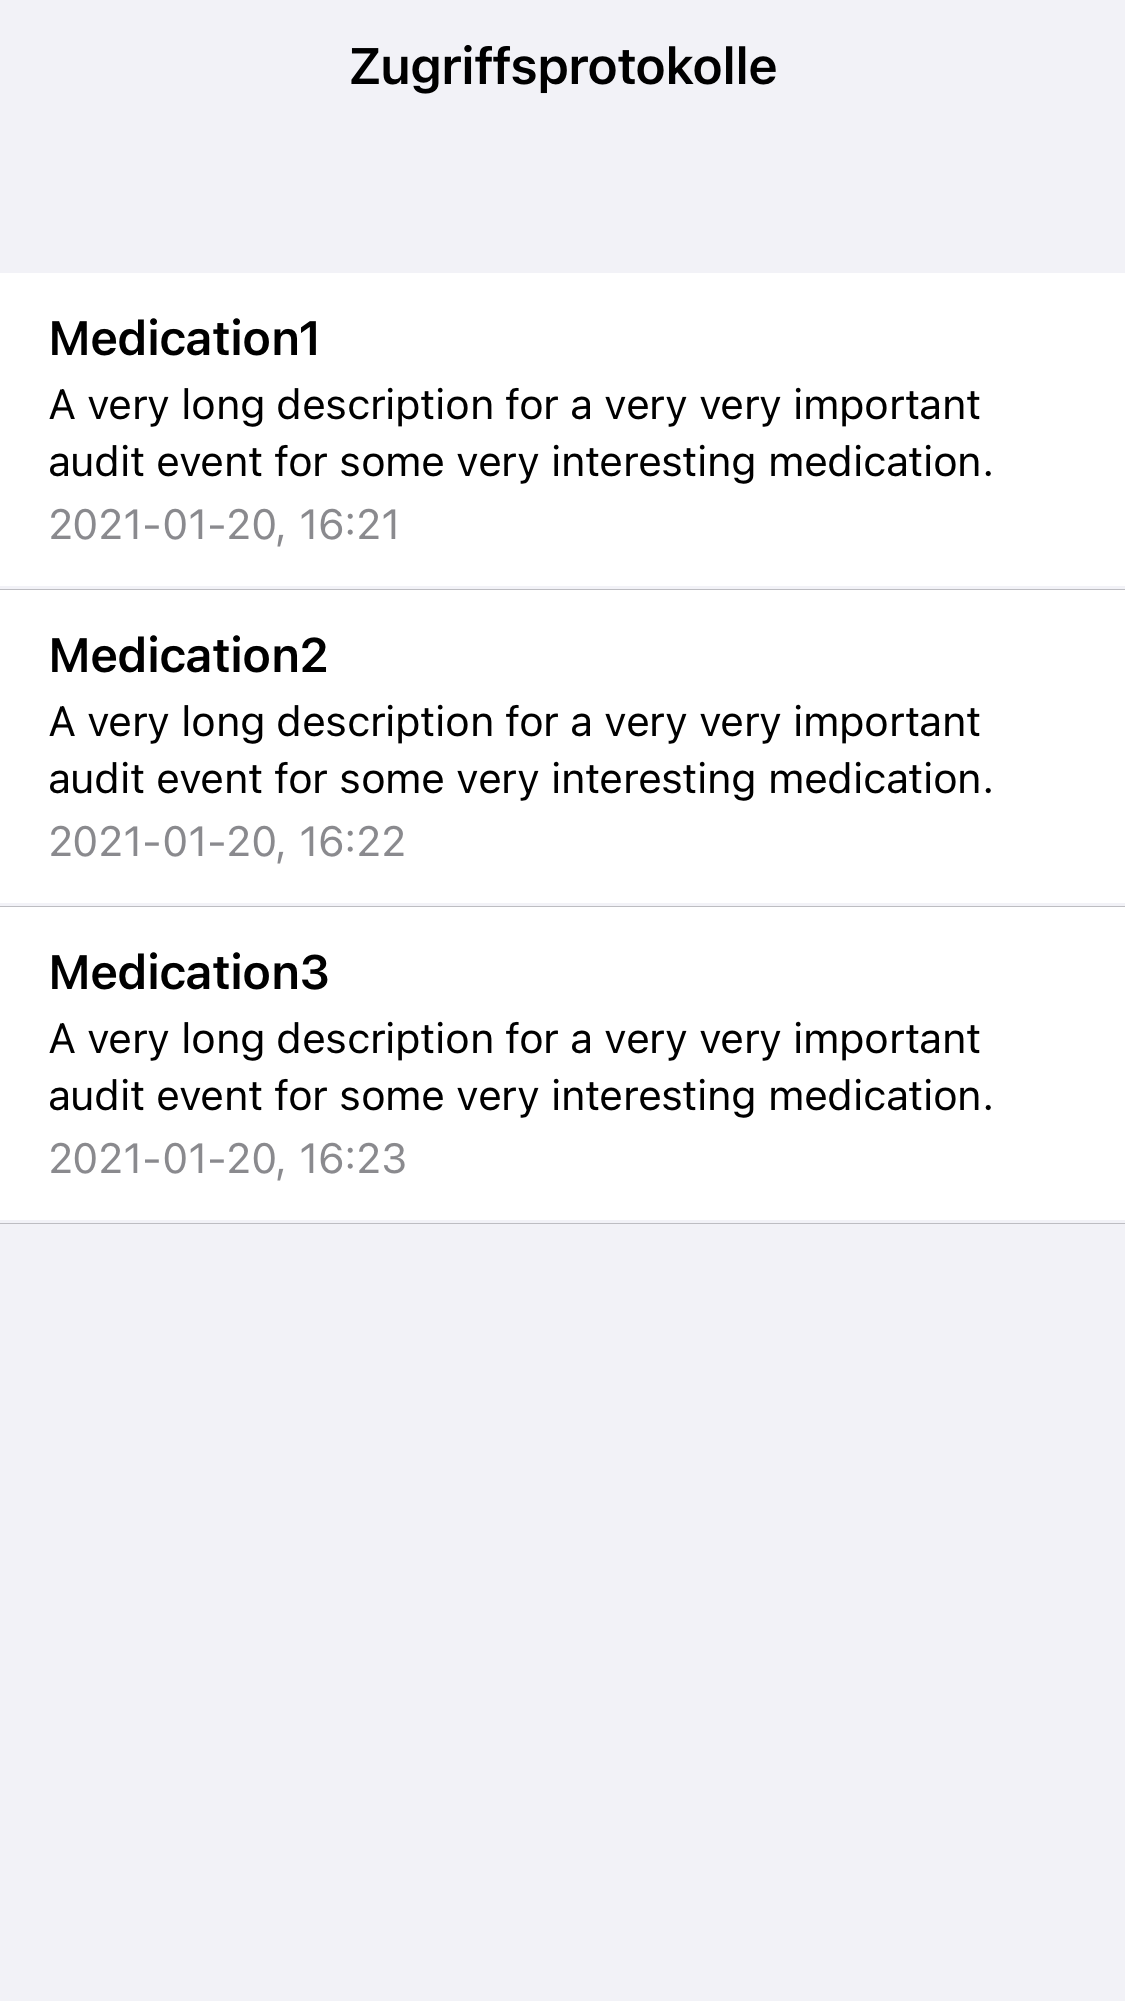 Zugriffsprotokolle
Medication1
A very long description for a very very important
audit event for some very interesting medication.
2021-01-20, 16:21
Medication2
A very long description for a very very important
audit event for some very interesting medication.
2021-01-20, 16:22
Medication3
A very long description for a very very important
audit event for some very interesting medication.
2021-01-20, 16:23